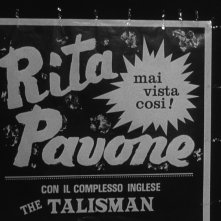 Rita
mai
vista
così!
Pavone
CON IL COMPLESSO INGLESE
THE TALISMAN